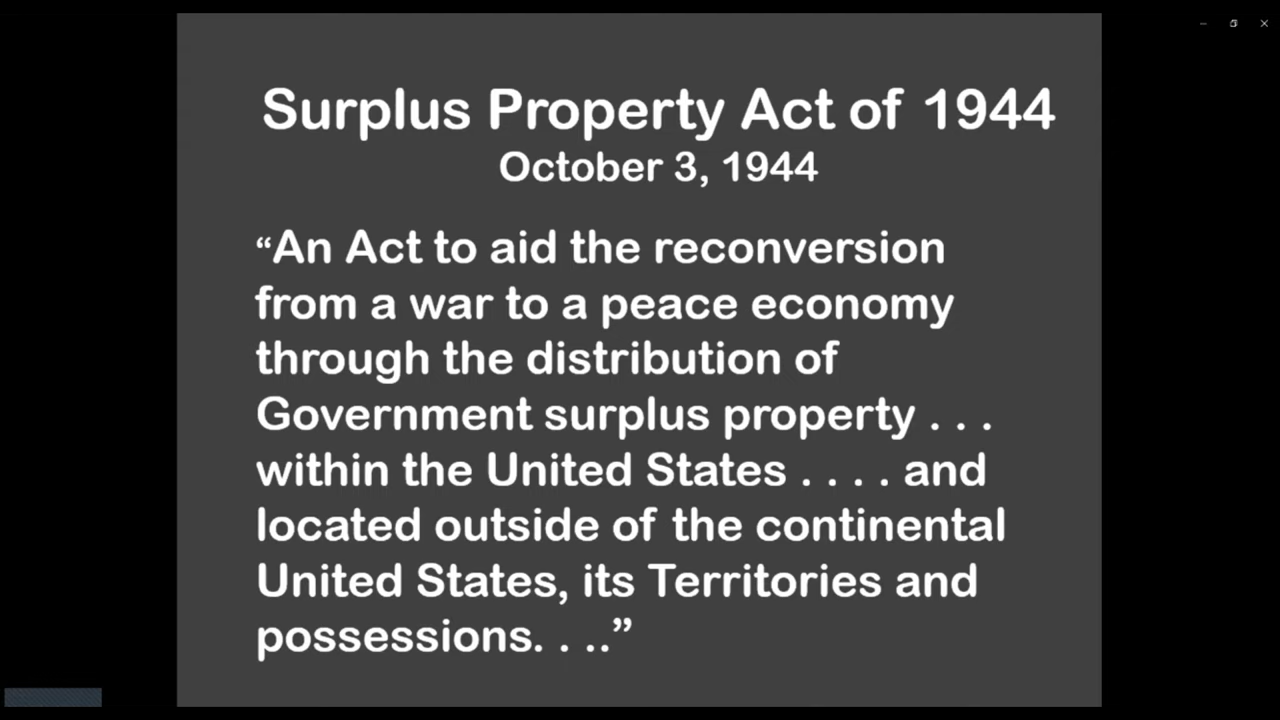 Surplus Property Act of 1944
October 3, 1944
“An Act to aid the reconversion
from a war to a peace economy
through the distribution of
Government surplus property . . .
within the United States . . . . and
located outside of the continental
United States, its Territories and
possessions. . ..”